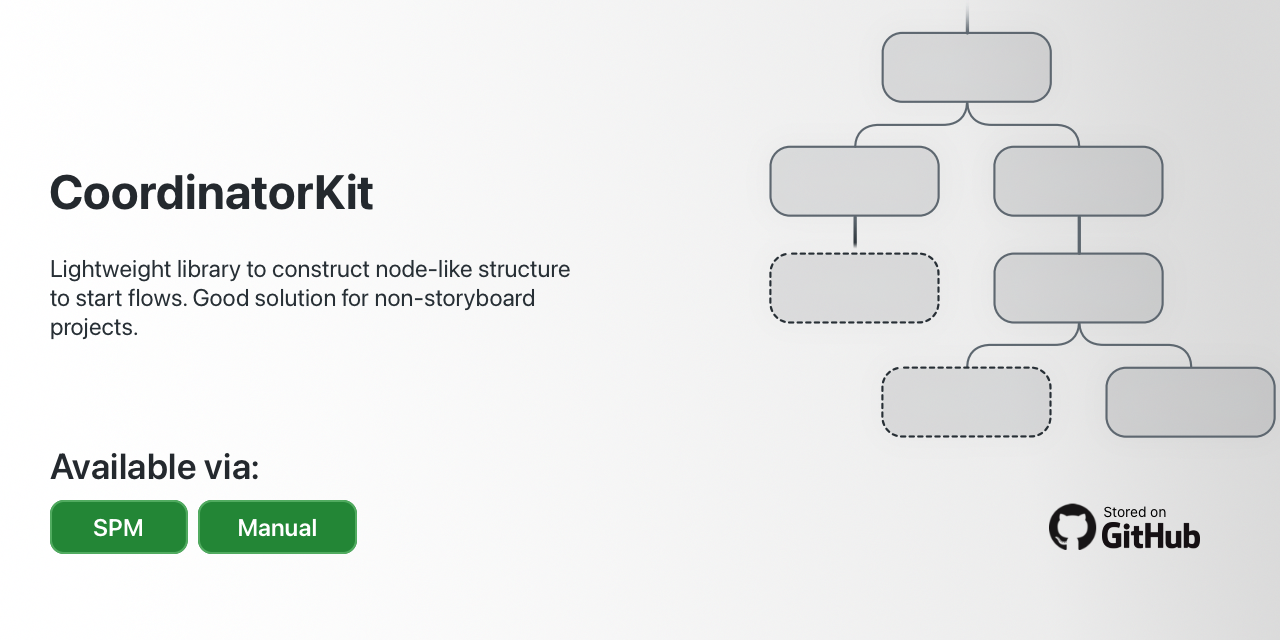 CoordinatorKit
Lightweight library to construct node-like structure
to start flows. Good solution for non-storyboard
projects.
Available via:
SPM
Manual
Stored on
GitHub